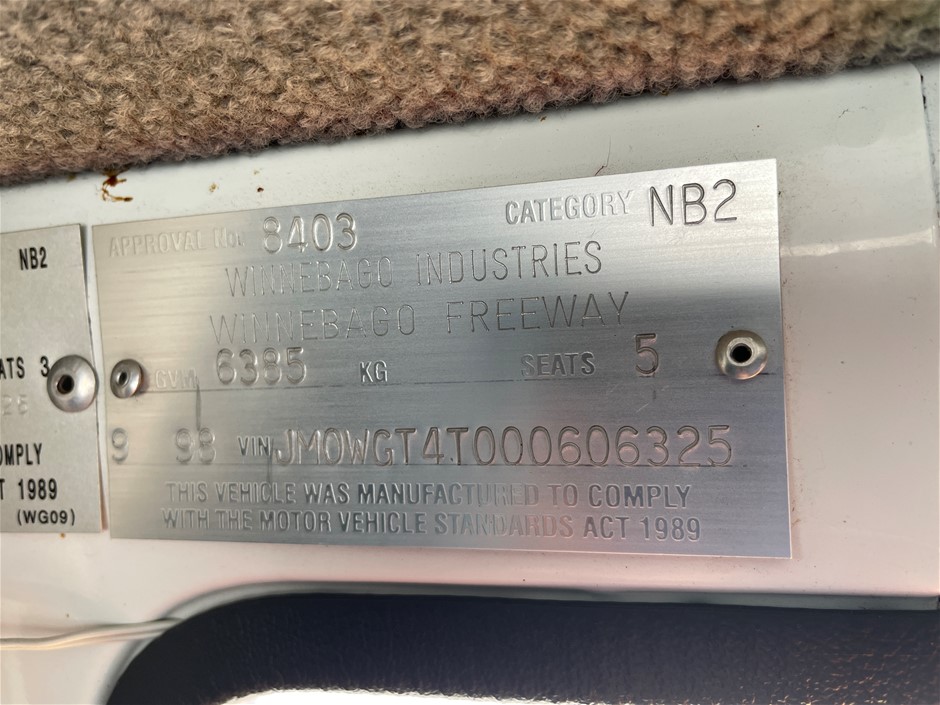 NB2
ATS 3
26
OMPLY
T 1989
(WG09)
APPROVAL No. 8403 CATEGORY NB2
WINNEBAGO INDUSTRIES
WINNEBAGO FREEWAY
GVM 6385 KG SEATS 5
9 98 VIN JM0WGT4T000606325
THIS VEHICLE WAS MANUFACTURED TO COMPLY
WITH THE MOTOR VEHICLE STANDARDS ACT 1989